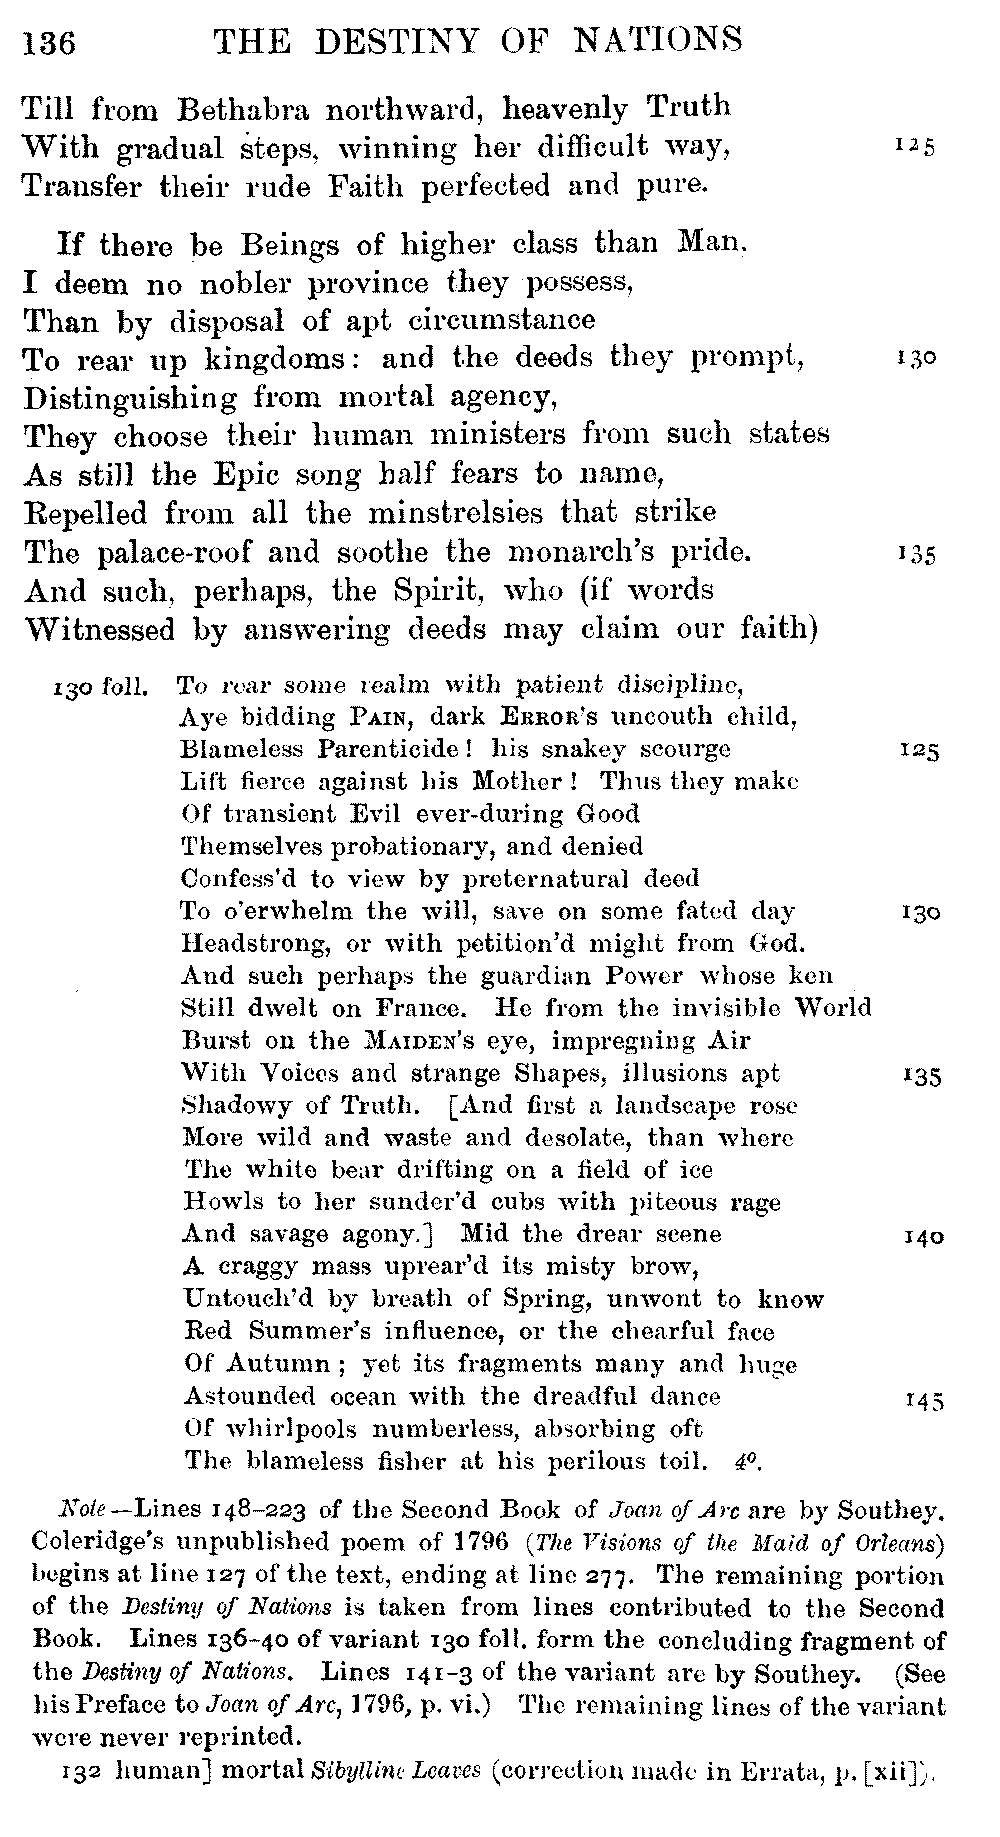 136 THE DESTINY OF NATIONS
Till from Bethabra northward, heavenly Truth
With gradual steps, winning her difficult way, 125
Transfer their rude Faith perfected and pure.
If there be Beings of higher class than Man,
I deem no nobler province they possess,
Than by disposal of apt circumstance
To rear up kingdoms: and the deeds they prompt, 130
Distinguishing from mortal agency,
They choose their human ministers from such states
As still the Epic song half fears to name,
Repelled from all the minstrelsies that strike
The palace-roof and soothe the monarch's pride. 135
And such, perhaps, the Spirit, who (if words
Witnessed by answering deeds may claim our faith)
130 foll. To rear some realm with patient discipline,
Aye bidding PAIN, dark ERROR'S uncouth child,
Blameless Parenticide! his snakey scourge 125
Lift fierce against his Mother! Thus they make
Of transient Evil ever-during Good
Themselves probationary, and denied
Confess'd to view by preternatural deed
To o'erwhelm the will, save on some fated day 130
Headstrong, or with petition'd might from God.
And such perhaps the guardian Power whose ken
Still dwelt on France. He from the invisible World
Burst on the MAIDEN'S eye, impregning Air
With Voices and strange Shapes, illusions apt 135
Shadowy of Truth. [And first a landscape rose
More wild and waste and desolate, than where
The white bear drifting on a field of ice
Howls to her sunder'd cubs with piteous rage
And savage agony.] Mid the drear scene 140
A craggy mass uprear'd its misty brow,
Untouch'd by breath of Spring, unwont to know
Red Summer's influence, or the chearful face
Of Autumn; yet its fragments many and huge
Astounded ocean with the dreadful dance 145
Of whirlpools numberless, absorbing oft
The blameless fisher at his perilous toil. 4º.
Note—Lines 148-223 of the Second Book of Joan of Arc are by Southey.
Coleridge's unpublished poem of 1796 (The Visions of the Maid of Orleans)
begins at line 127 of the text, ending at line 277. The remaining portion
of the Destiny of Nations is taken from lines contributed to the Second
Book. Lines 136-40 of variant 130 foll. form the concluding fragment of
the Destiny of Nations. Lines 141-3 of the variant are by Southey. (See
his Preface to Joan of Arc, 1796, p. vi.) The remaining lines of the variant
were never reprinted.
132 human] mortal Sibylline Leaves (correction made in Errata, p. [xii]).